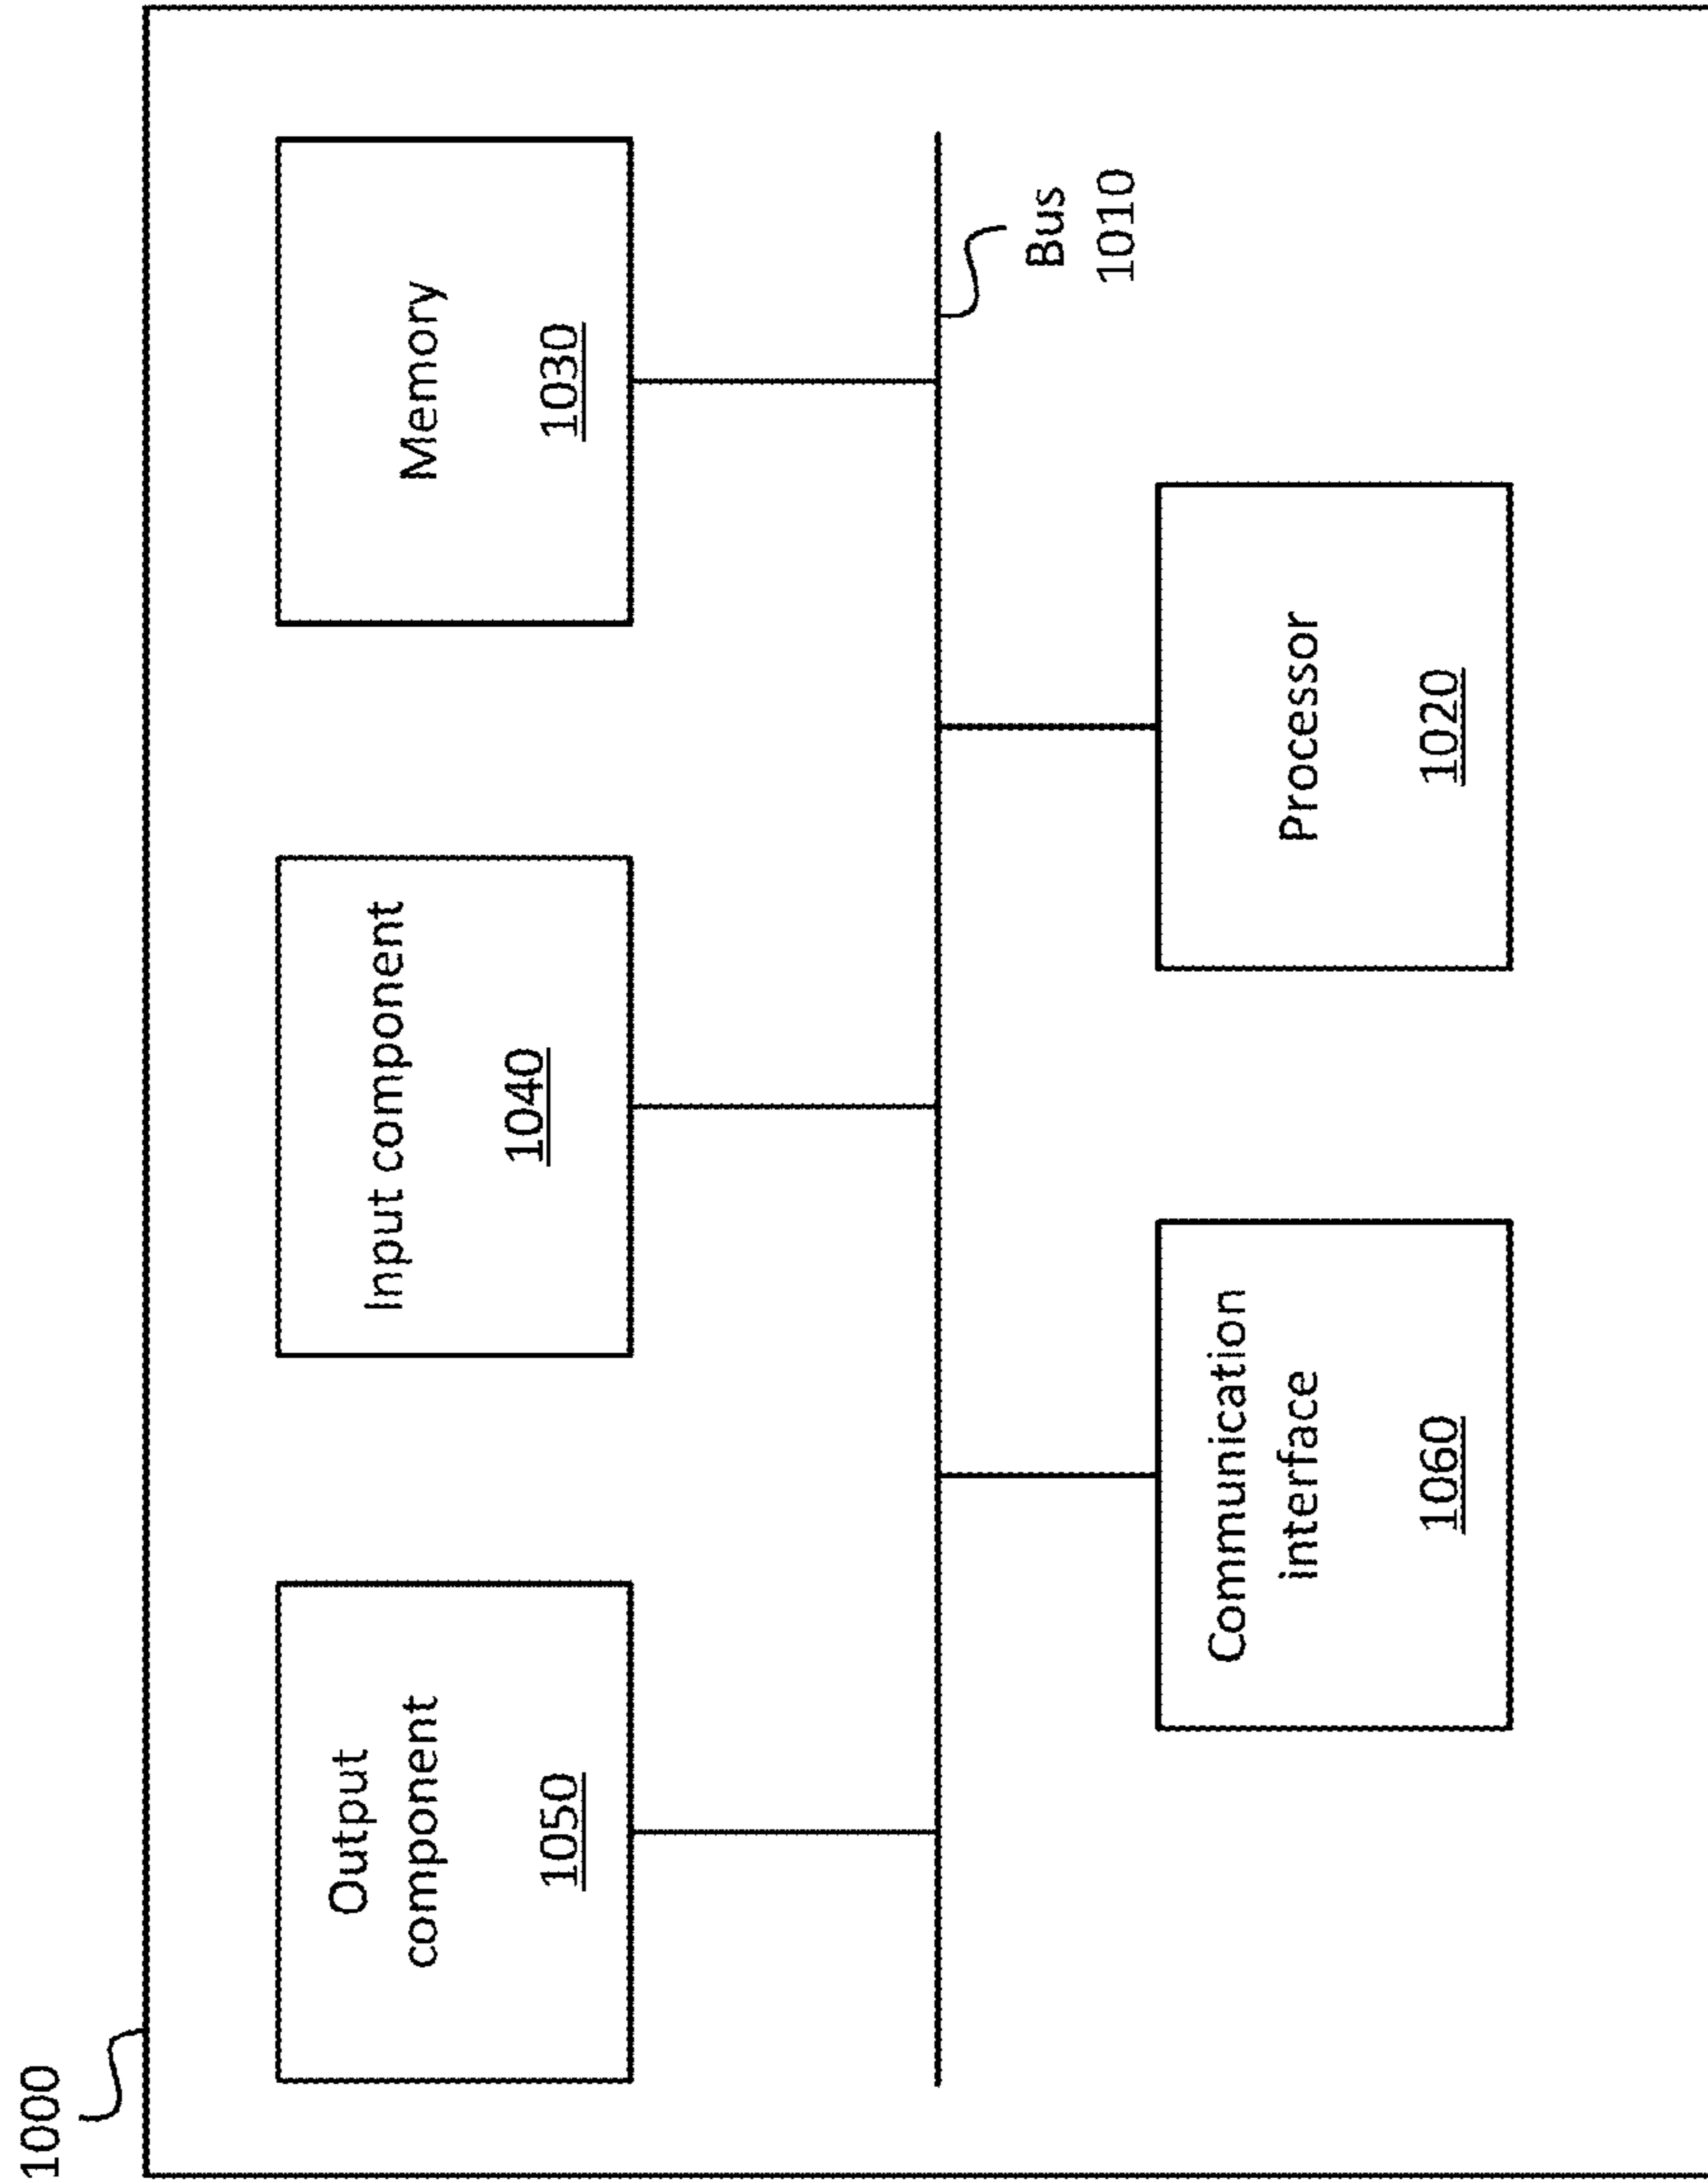 1000
Output
component
1050
Input component
1040
Memory
1030
Bus
1010
Communication
interface
1060
Processor
1020